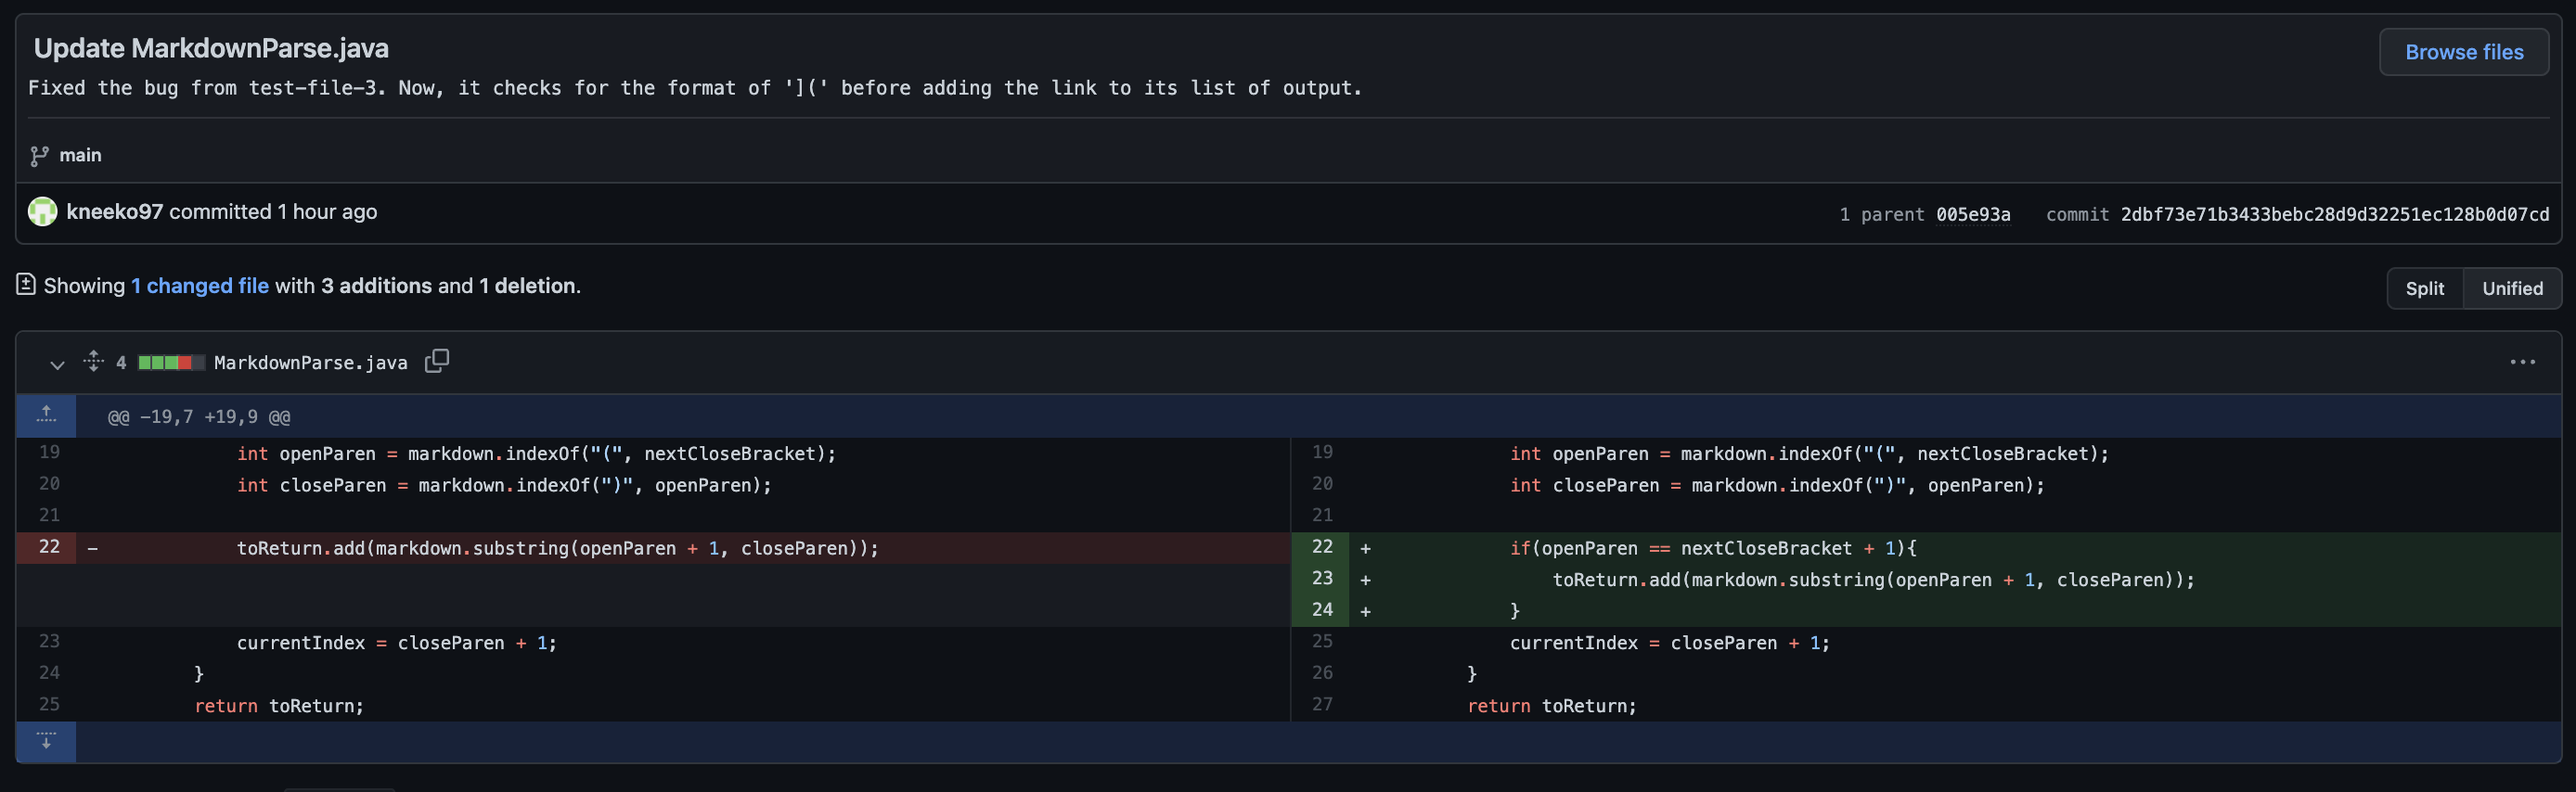 Update MarkdownParse.java
Browse files
Fixed the bug from test-file-3. Now, it checks for the format of '](' before adding the link to its list of output.
main
kneeko97 committed 1 hour ago
1 parent 005e93a commit 2dbf73e71b3433bebc28d9d32251ec128b0d07cd
Showing 1 changed file with 3 additions and 1 deletion.
Split Unified
4 MarkdownParse.java
@@ -19,7 +19,9 @@
19 int openParen = markdown.indexOf("(", nextCloseBracket);
20 int closeParen = markdown.indexOf(")", openParen);
21
22 - toReturn.add(markdown.substring(openParen + 1, closeParen));
23 currentIndex = closeParen + 1;
24 }
25 return toReturn;
19 int openParen = markdown.indexOf("(", nextCloseBracket);
20 int closeParen = markdown.indexOf(")", openParen);
21
22 + if(openParen == nextCloseBracket + 1){
23 + toReturn.add(markdown.substring(openParen + 1, closeParen));
24 + }
25 currentIndex = closeParen + 1;
26 }
27 return toReturn;